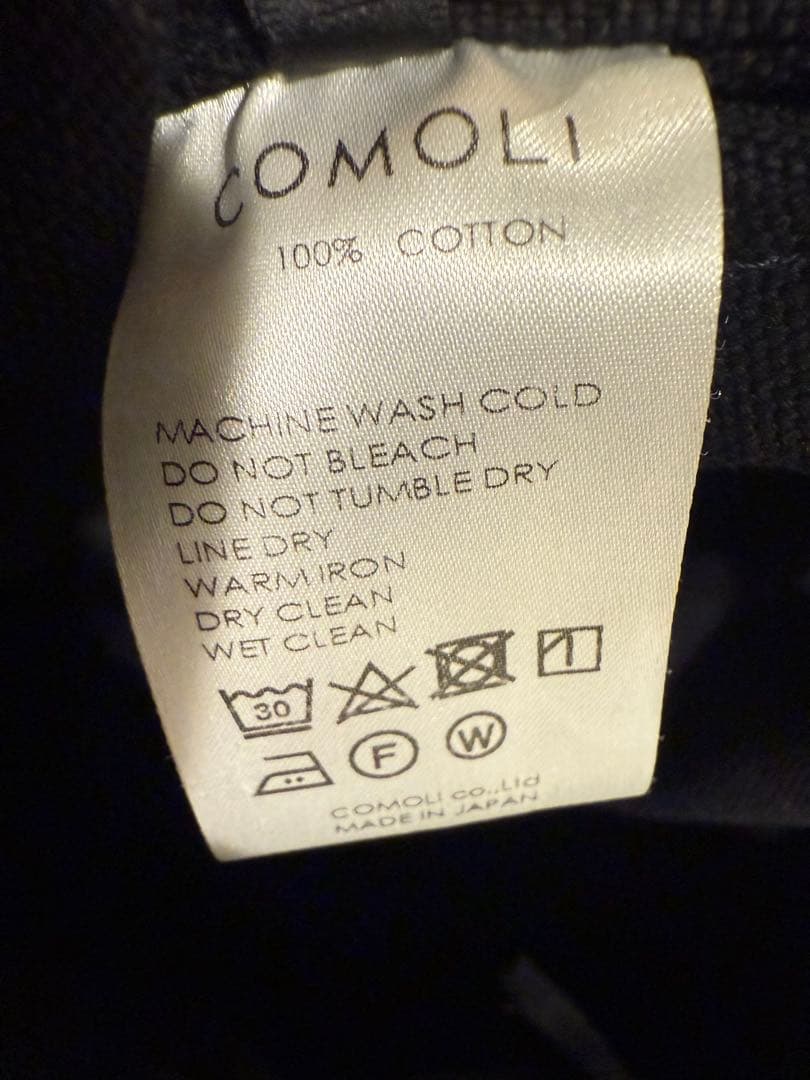 COMOLI
100% COTTON
MACHINE WASH COLD
DO NOT BLEACH
DO NOT TUMBLE DRY
LINE DRY
WARM IRON
DRY CLEAN
WET CLEAN
30
F W
COMOLI co.,Ltd
MADE IN JAPAN